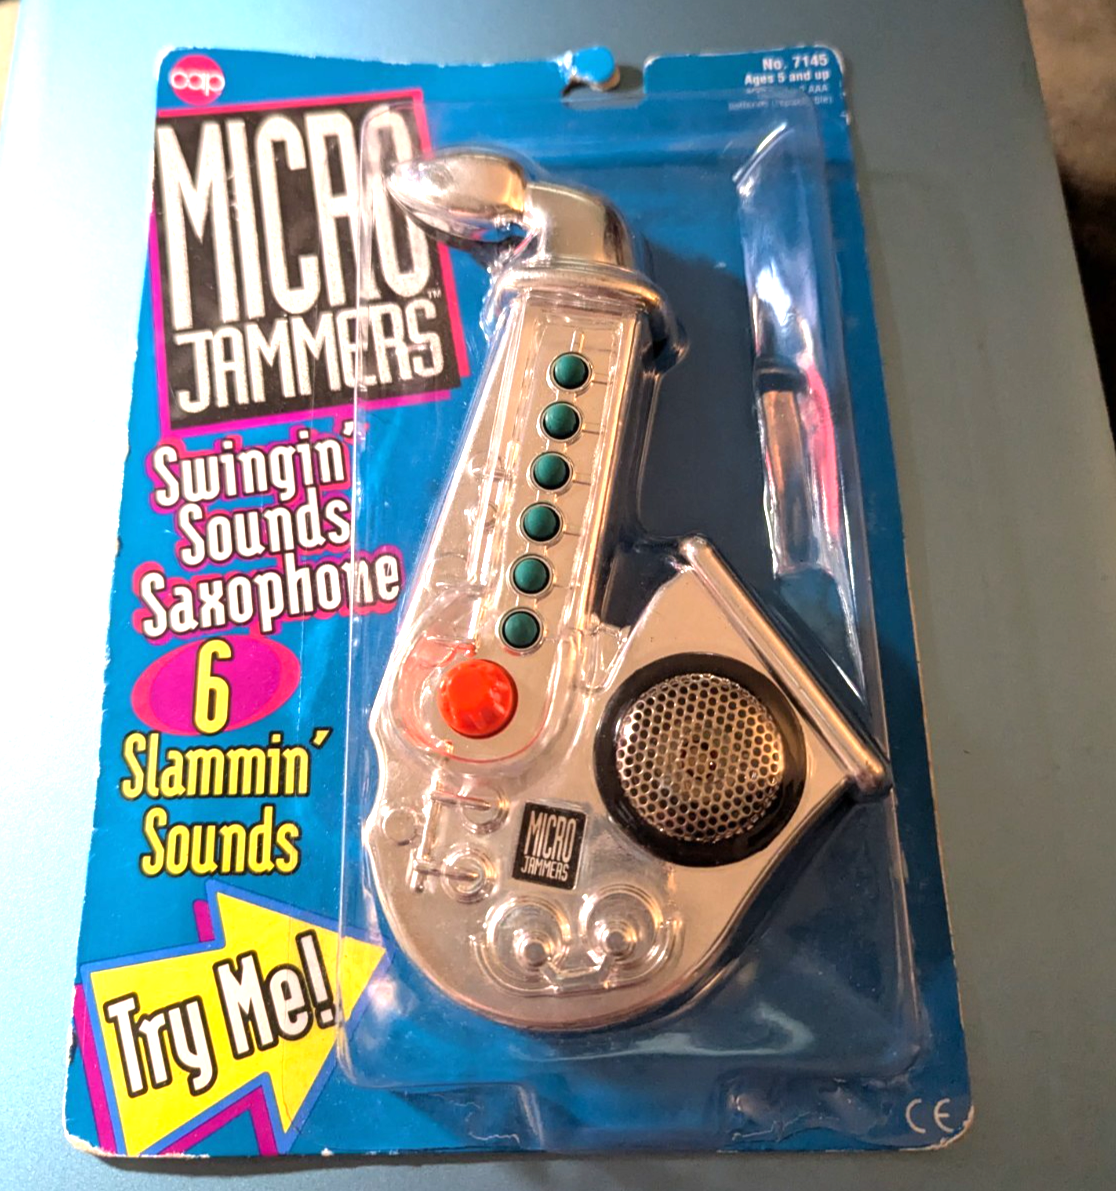 cap
No. 7145
Ages 5 and up
AAA
MICRO
JAMMERS™
Swingin'
Sounds
Saxophone
6
Slammin'
Sounds
Try Me!
MICRO
JAMMERS
CE